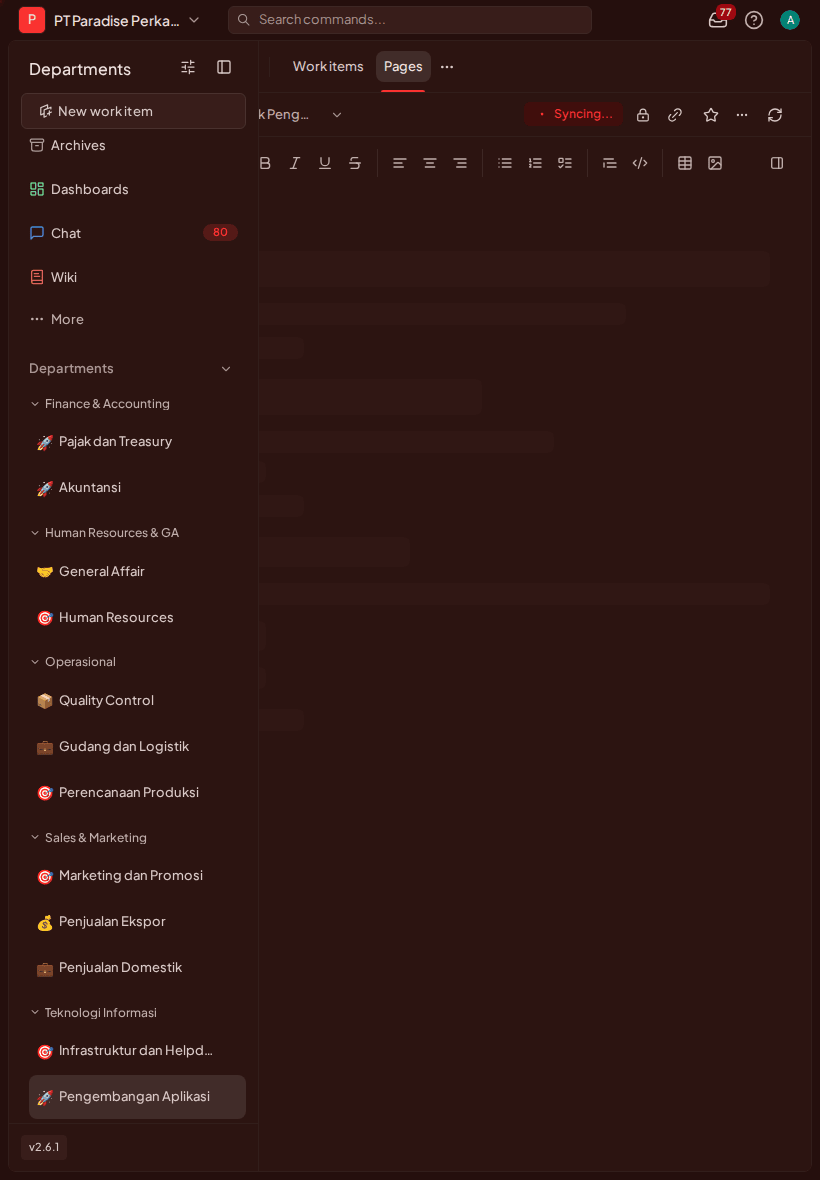 P PT Paradise Perka...
Search commands...
77
A
Departments
Work items
Pages
New work item
k Peng...
Syncing...
Archives
Dashboards
Chat
80
Wiki
More
Departments
Finance & Accounting
Pajak dan Treasury
Akuntansi
Human Resources & GA
General Affair
Human Resources
Operasional
Quality Control
Gudang dan Logistik
Perencanaan Produksi
Sales & Marketing
Marketing dan Promosi
Penjualan Ekspor
Penjualan Domestik
Teknologi Informasi
Infrastruktur dan Helpd...
Pengembangan Aplikasi
v2.6.1